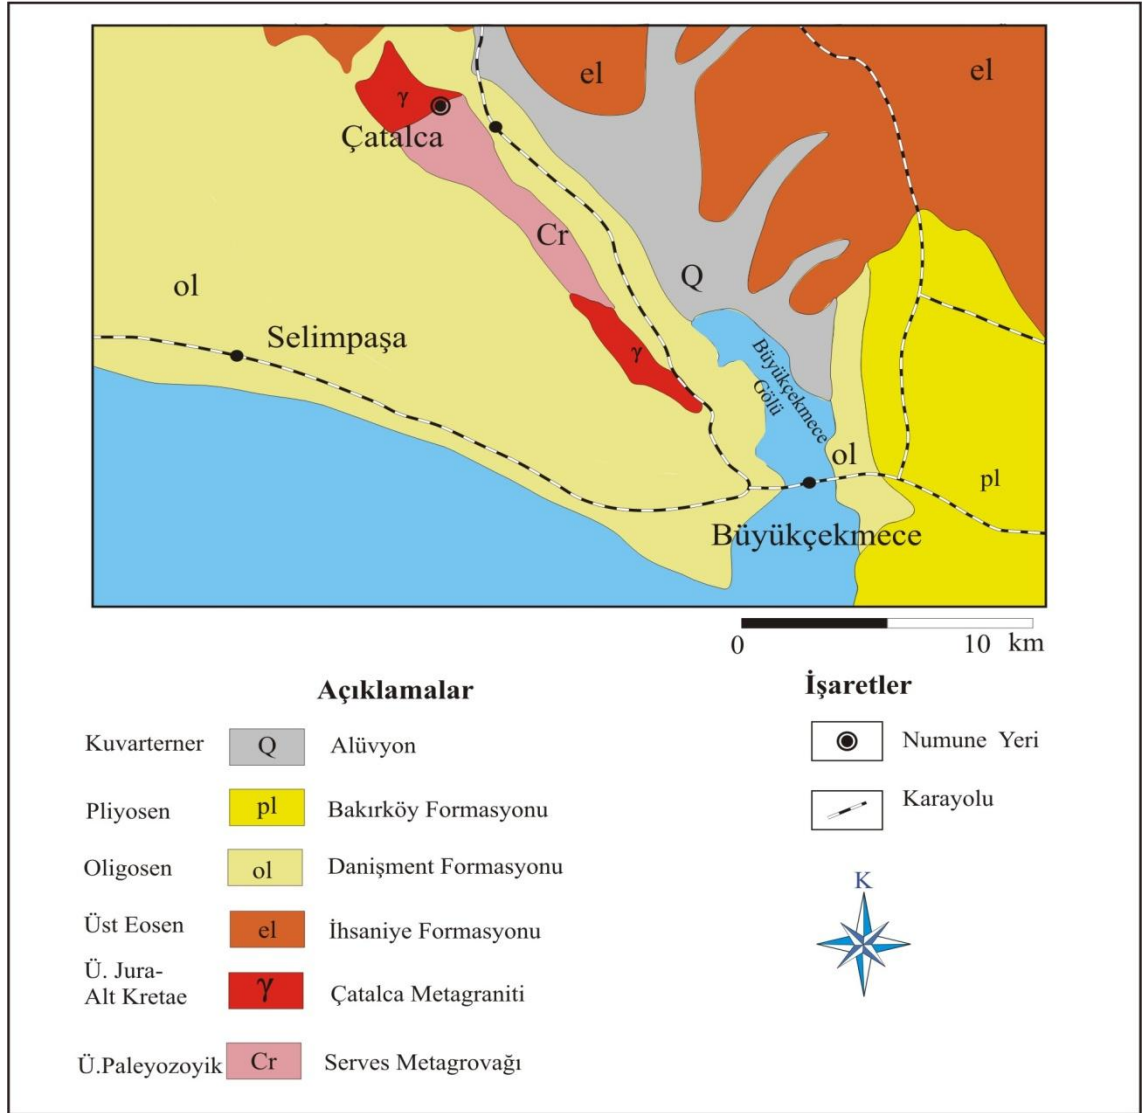 el
el
γ
Çatalca
Cr
Q
ol
Selimpaşa
γ
Büyükçekmece
Gölü
ol
pl
Büyükçekmece
0 10 km
Açıklamalar
İşaretler
Kuvarterner Q Alüvyon
Numune Yeri
Pliyosen pl Bakırköy Formasyonu
Karayolu
Oligosen ol Danişment Formasyonu
K
Üst Eosen el İhsaniye Formasyonu
Ü. Jura-
Alt Kretae γ Çatalca Metagraniti
Ü.Paleyozoyik Cr Serves Metagrovağı